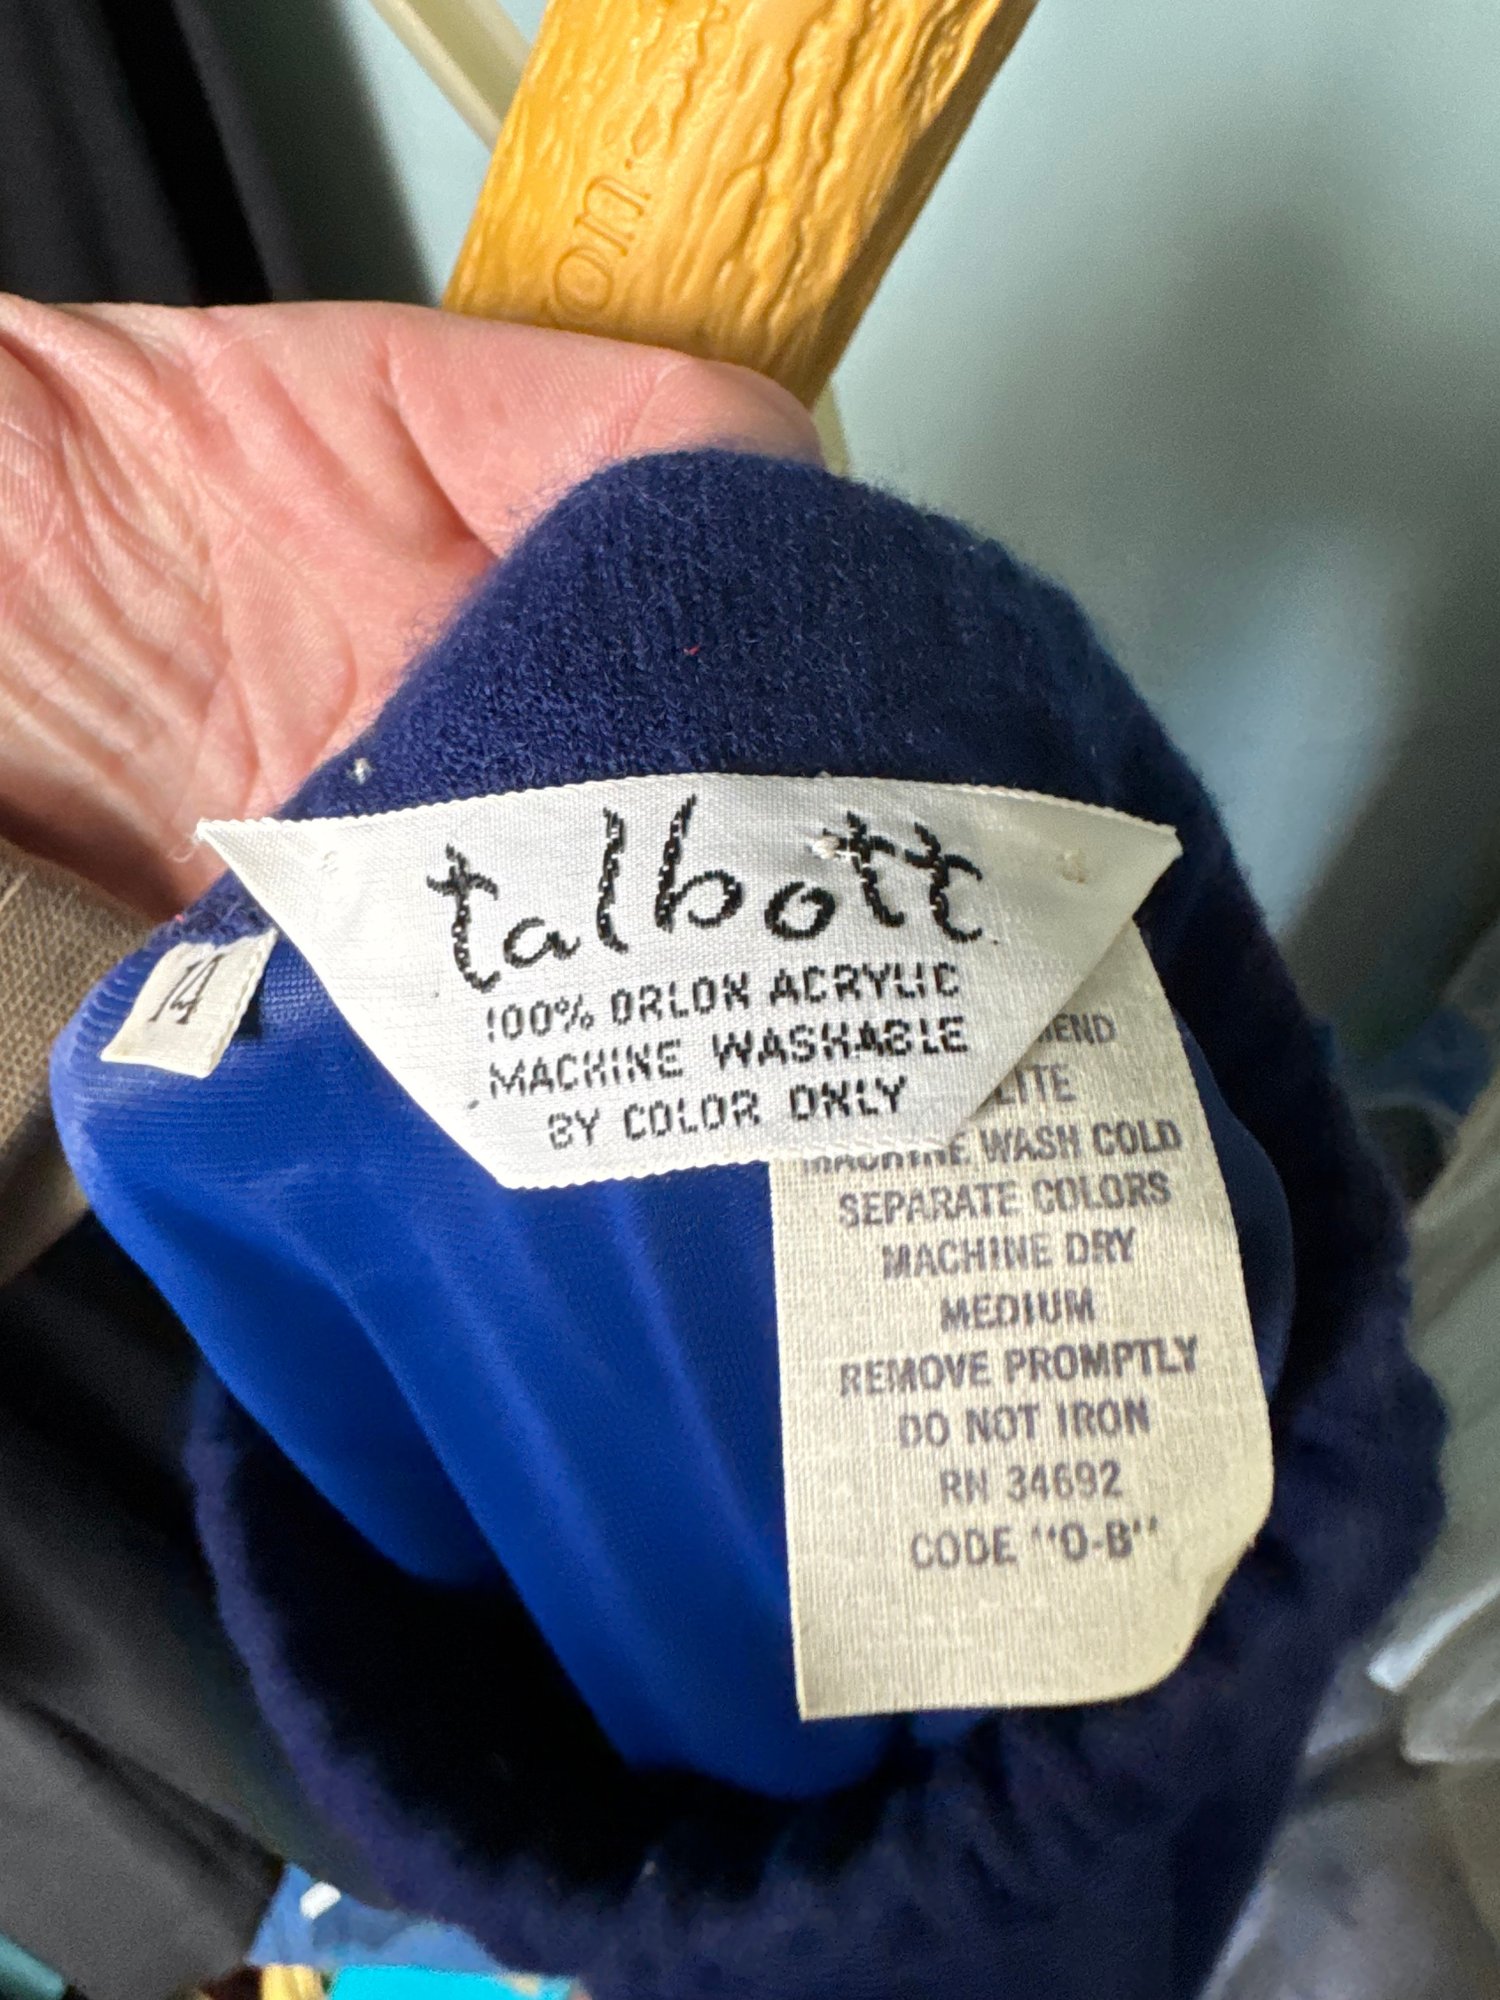 on
talbott
100% ORLON ACRYLIC
MACHINE WASHABLE
BY COLOR ONLY
14
MACHINE WASH COLD
SEPARATE COLORS
MACHINE DRY
MEDIUM
REMOVE PROMPTLY
DO NOT IRON
RN 34692
CODE "O-B"